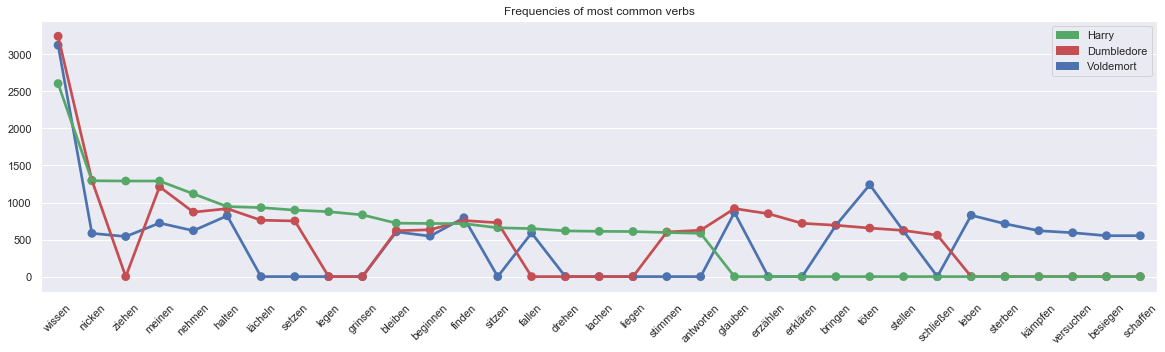 Frequencies of most common verbs
Harry
Dumbledore
Voldemort
3000
2500
2000
1500
1000
500
0
wissen
nicken
ziehen
meinen
nehmen
halten
lächeln
setzen
legen
grinsen
bleiben
beginnen
finden
sitzen
fallen
drehen
lachen
liegen
stimmen
antworten
glauben
erzählen
erklären
bringen
töten
stellen
schließen
leben
sterben
kämpfen
versuchen
besiegen
schaffen